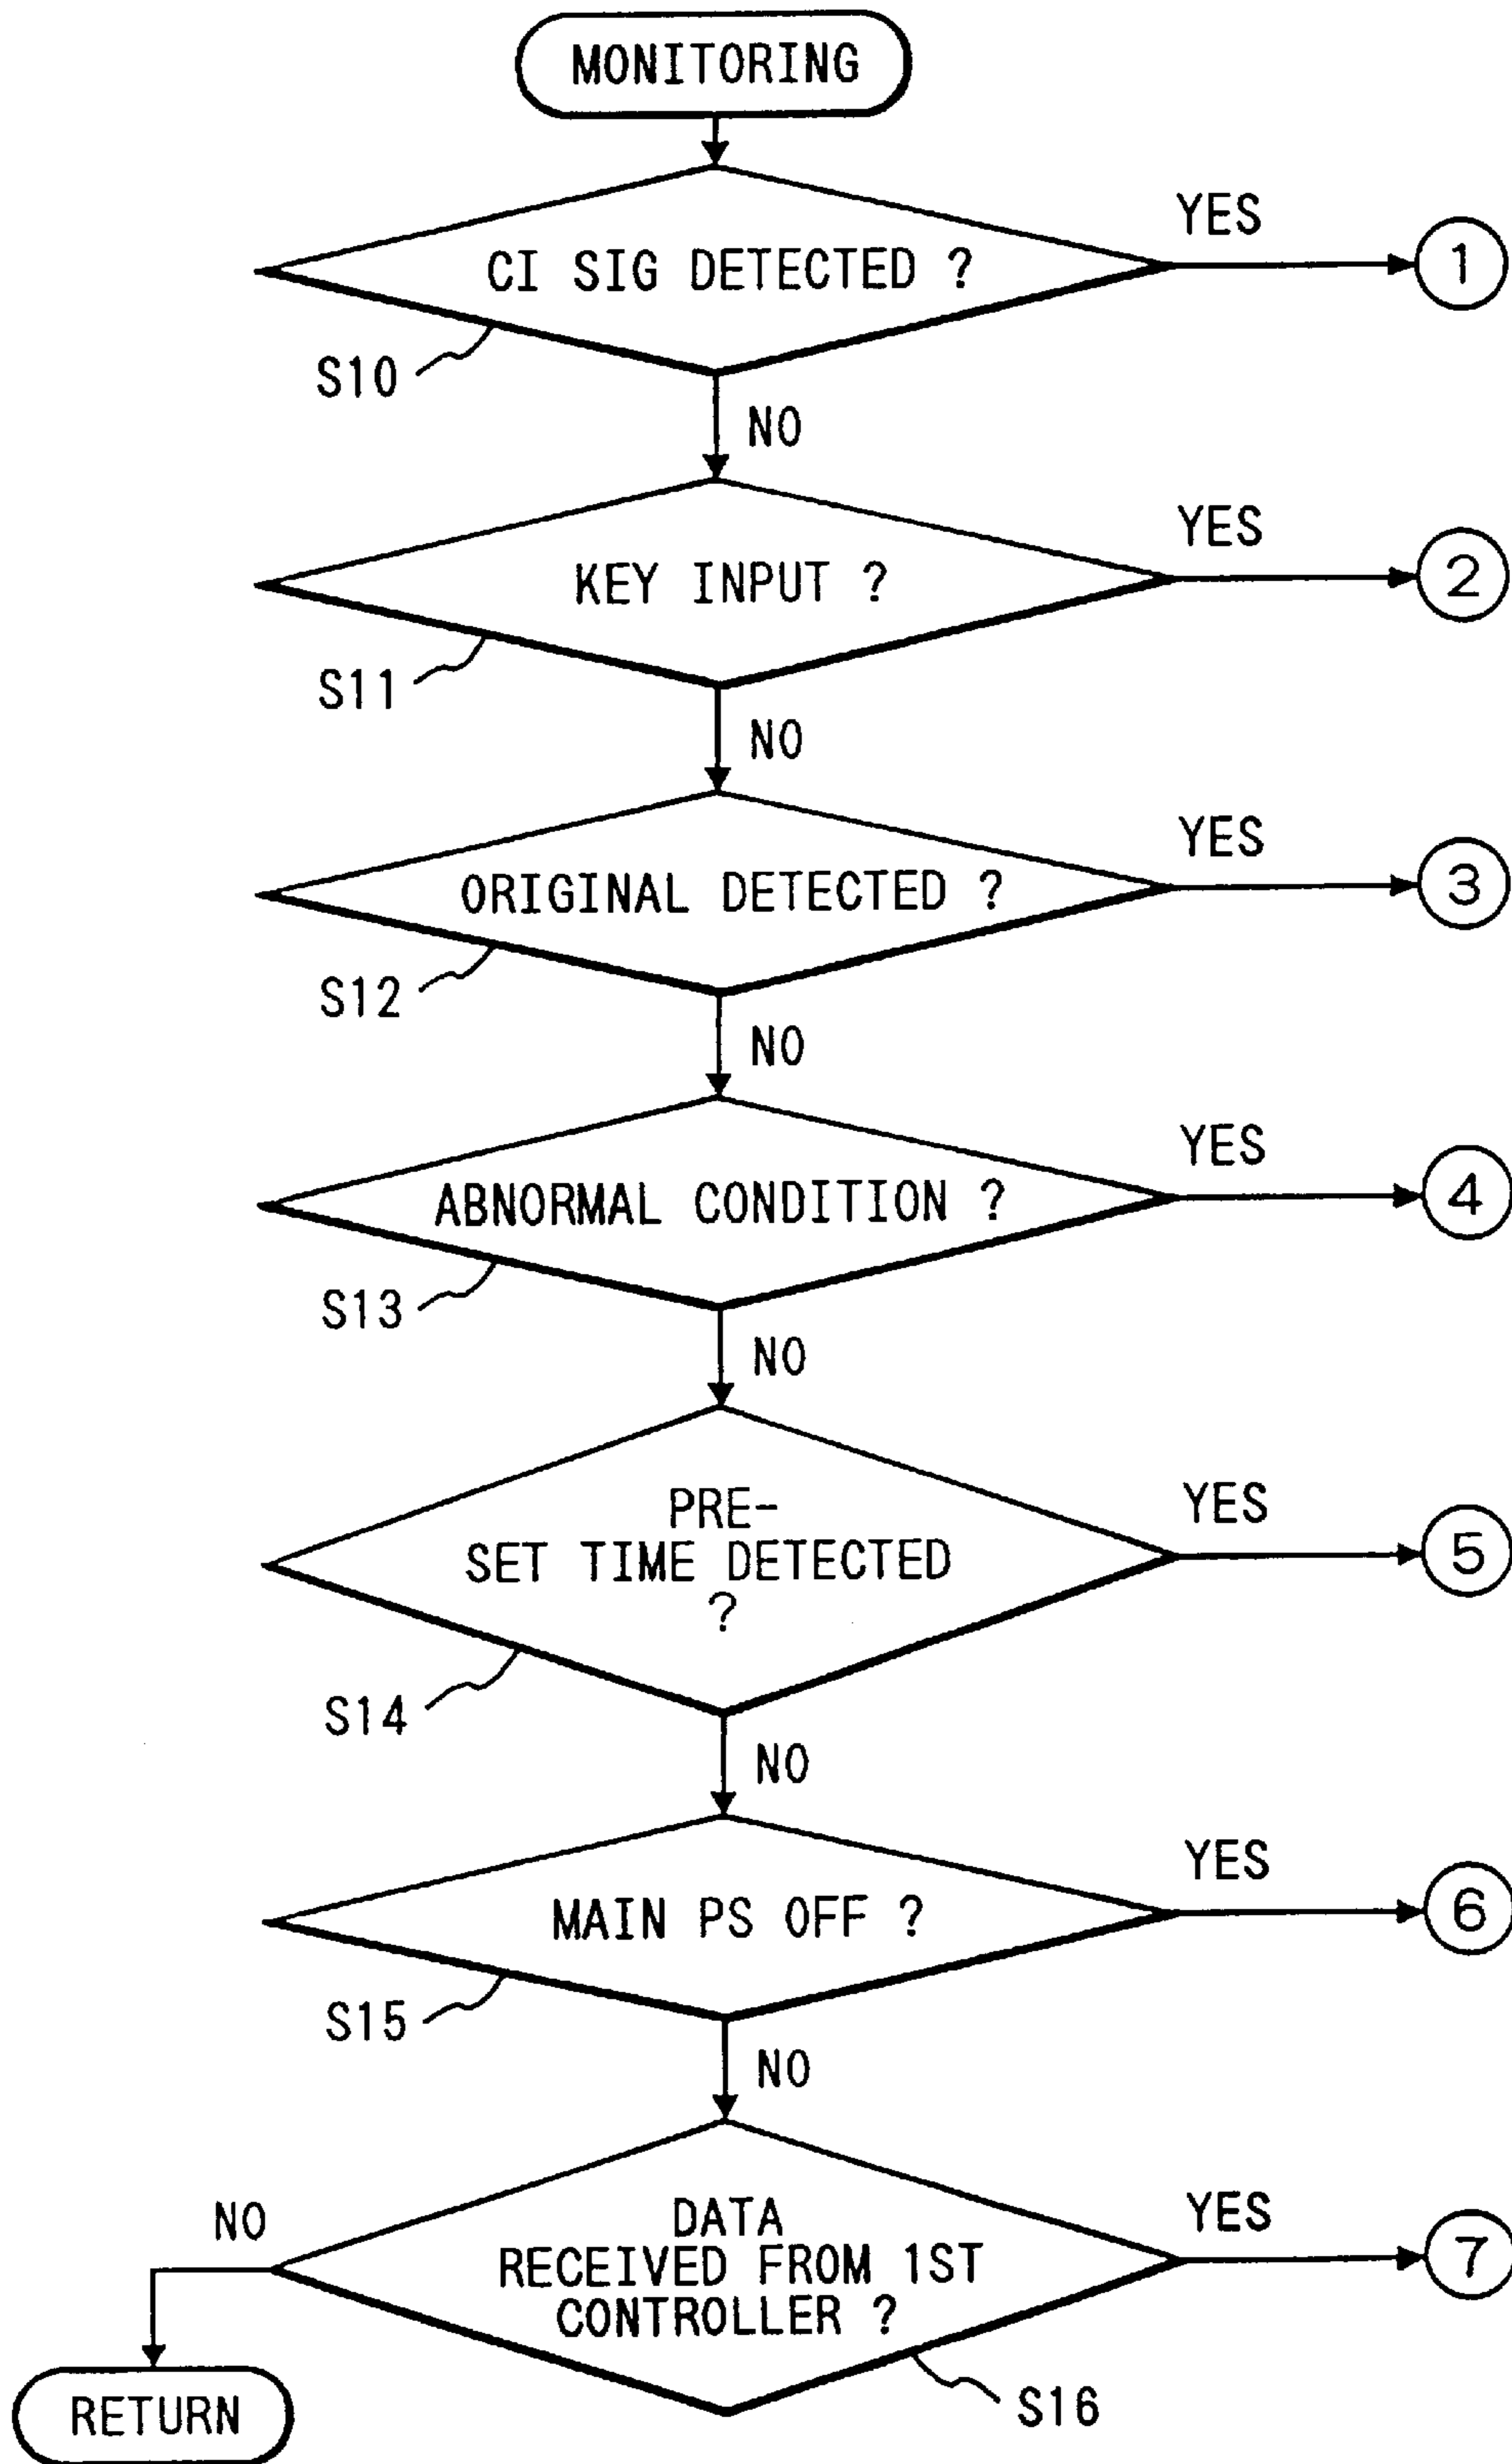 MONITORING
CI SIG DETECTED ?
YES
1
S10
NO
KEY INPUT ?
YES
2
S11
NO
ORIGINAL DETECTED ?
YES
3
S12
NO
ABNORMAL CONDITION ?
YES
4
S13
NO
PRE-
SET TIME DETECTED
?
YES
5
S14
NO
MAIN PS OFF ?
YES
6
S15
NO
DATA
RECEIVED FROM 1ST
CONTROLLER ?
YES
7
NO
S16
RETURN